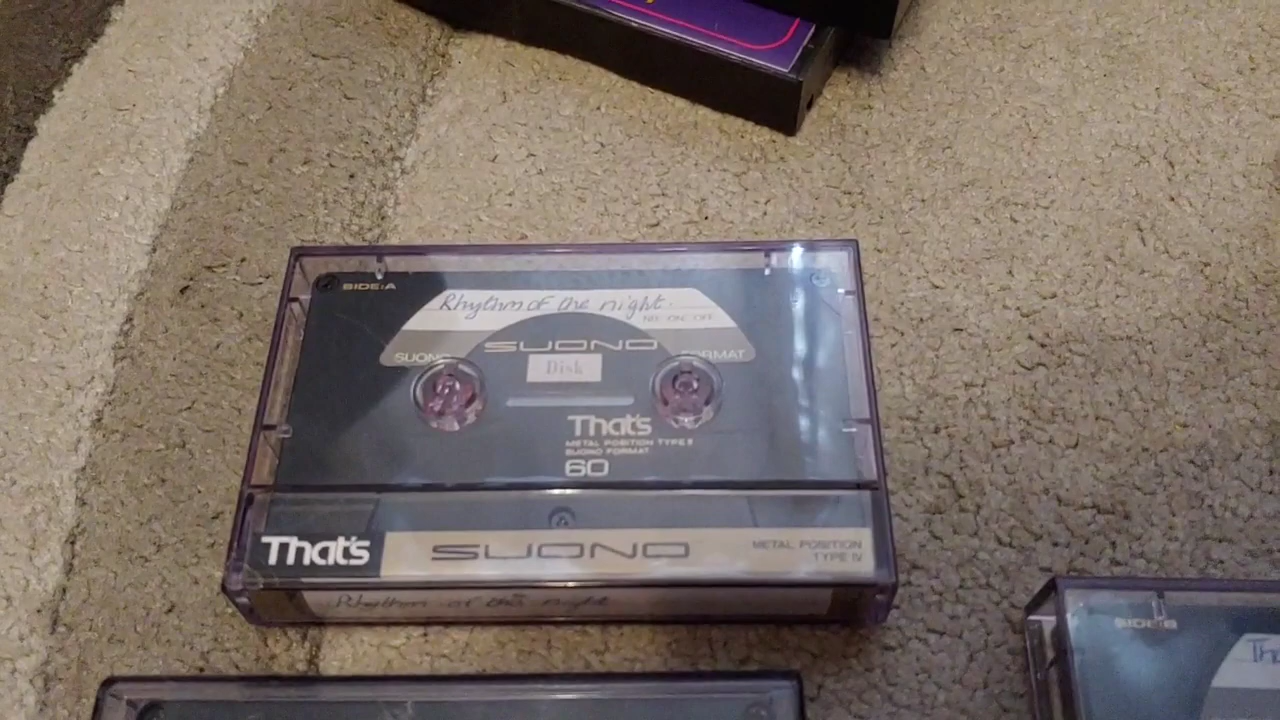 SIDE:A
Rhythm of the night.
NR ON OFF
SUONO
SUONO FORMAT
Disk
That's
METAL POSITION TYPE IV
SUONO FORMAT
60
That's SUONO METAL POSITION
TYPE IV
Rhythm of the night
SIDE:B